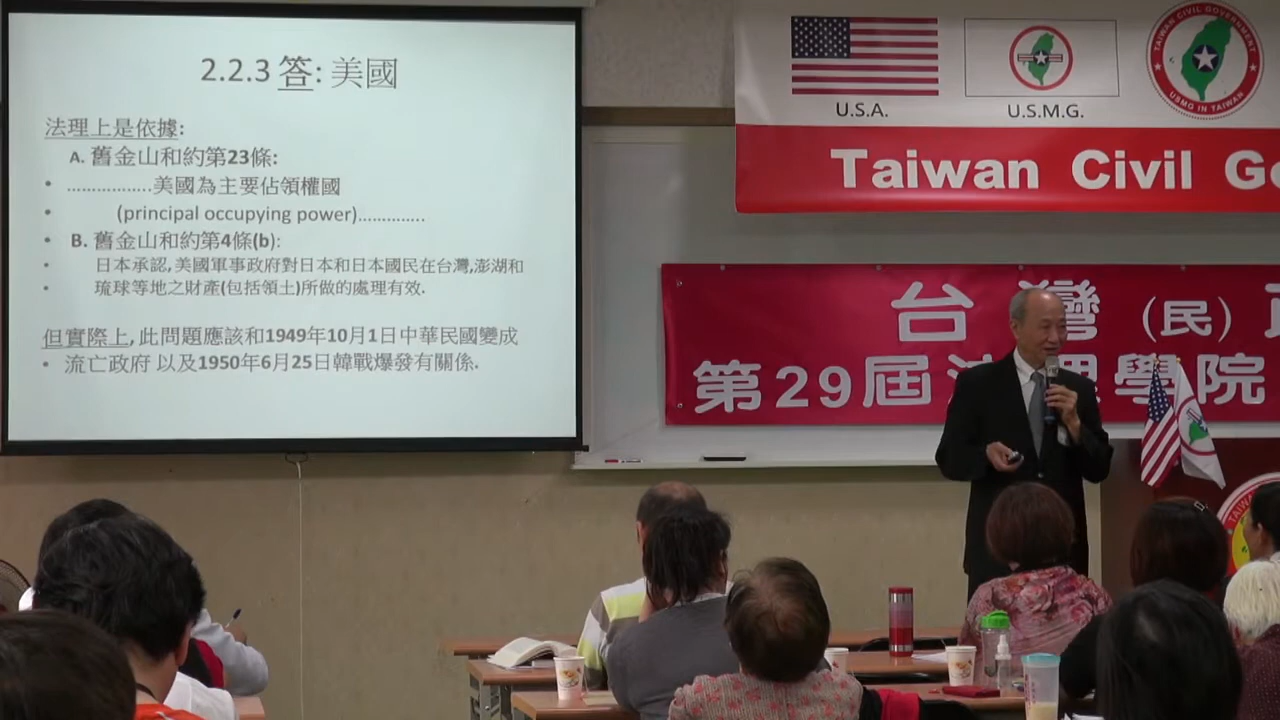 2.2.3 答: 美國
法理上是依據:
A. 舊金山和約第23條:
• ……………..美國為主要佔領權國
• (principal occupying power)…………..
• B. 舊金山和約第4條(b):
• 日本承認, 美國軍事政府對日本和日本國民在台灣,澎湖和
• 琉球等地之財產(包括領土)所做的處理有效.
但實際上, 此問題應該和1949年10月1日中華民國變成
• 流亡政府 以及1950年6月25日韓戰爆發有關係.
U.S.A.
U.S.M.G.
TAIWAN CIVIL GOVERNMENT
USMG IN TAIWAN
Taiwan Civil Go
台灣(民)
第29屆法理學院